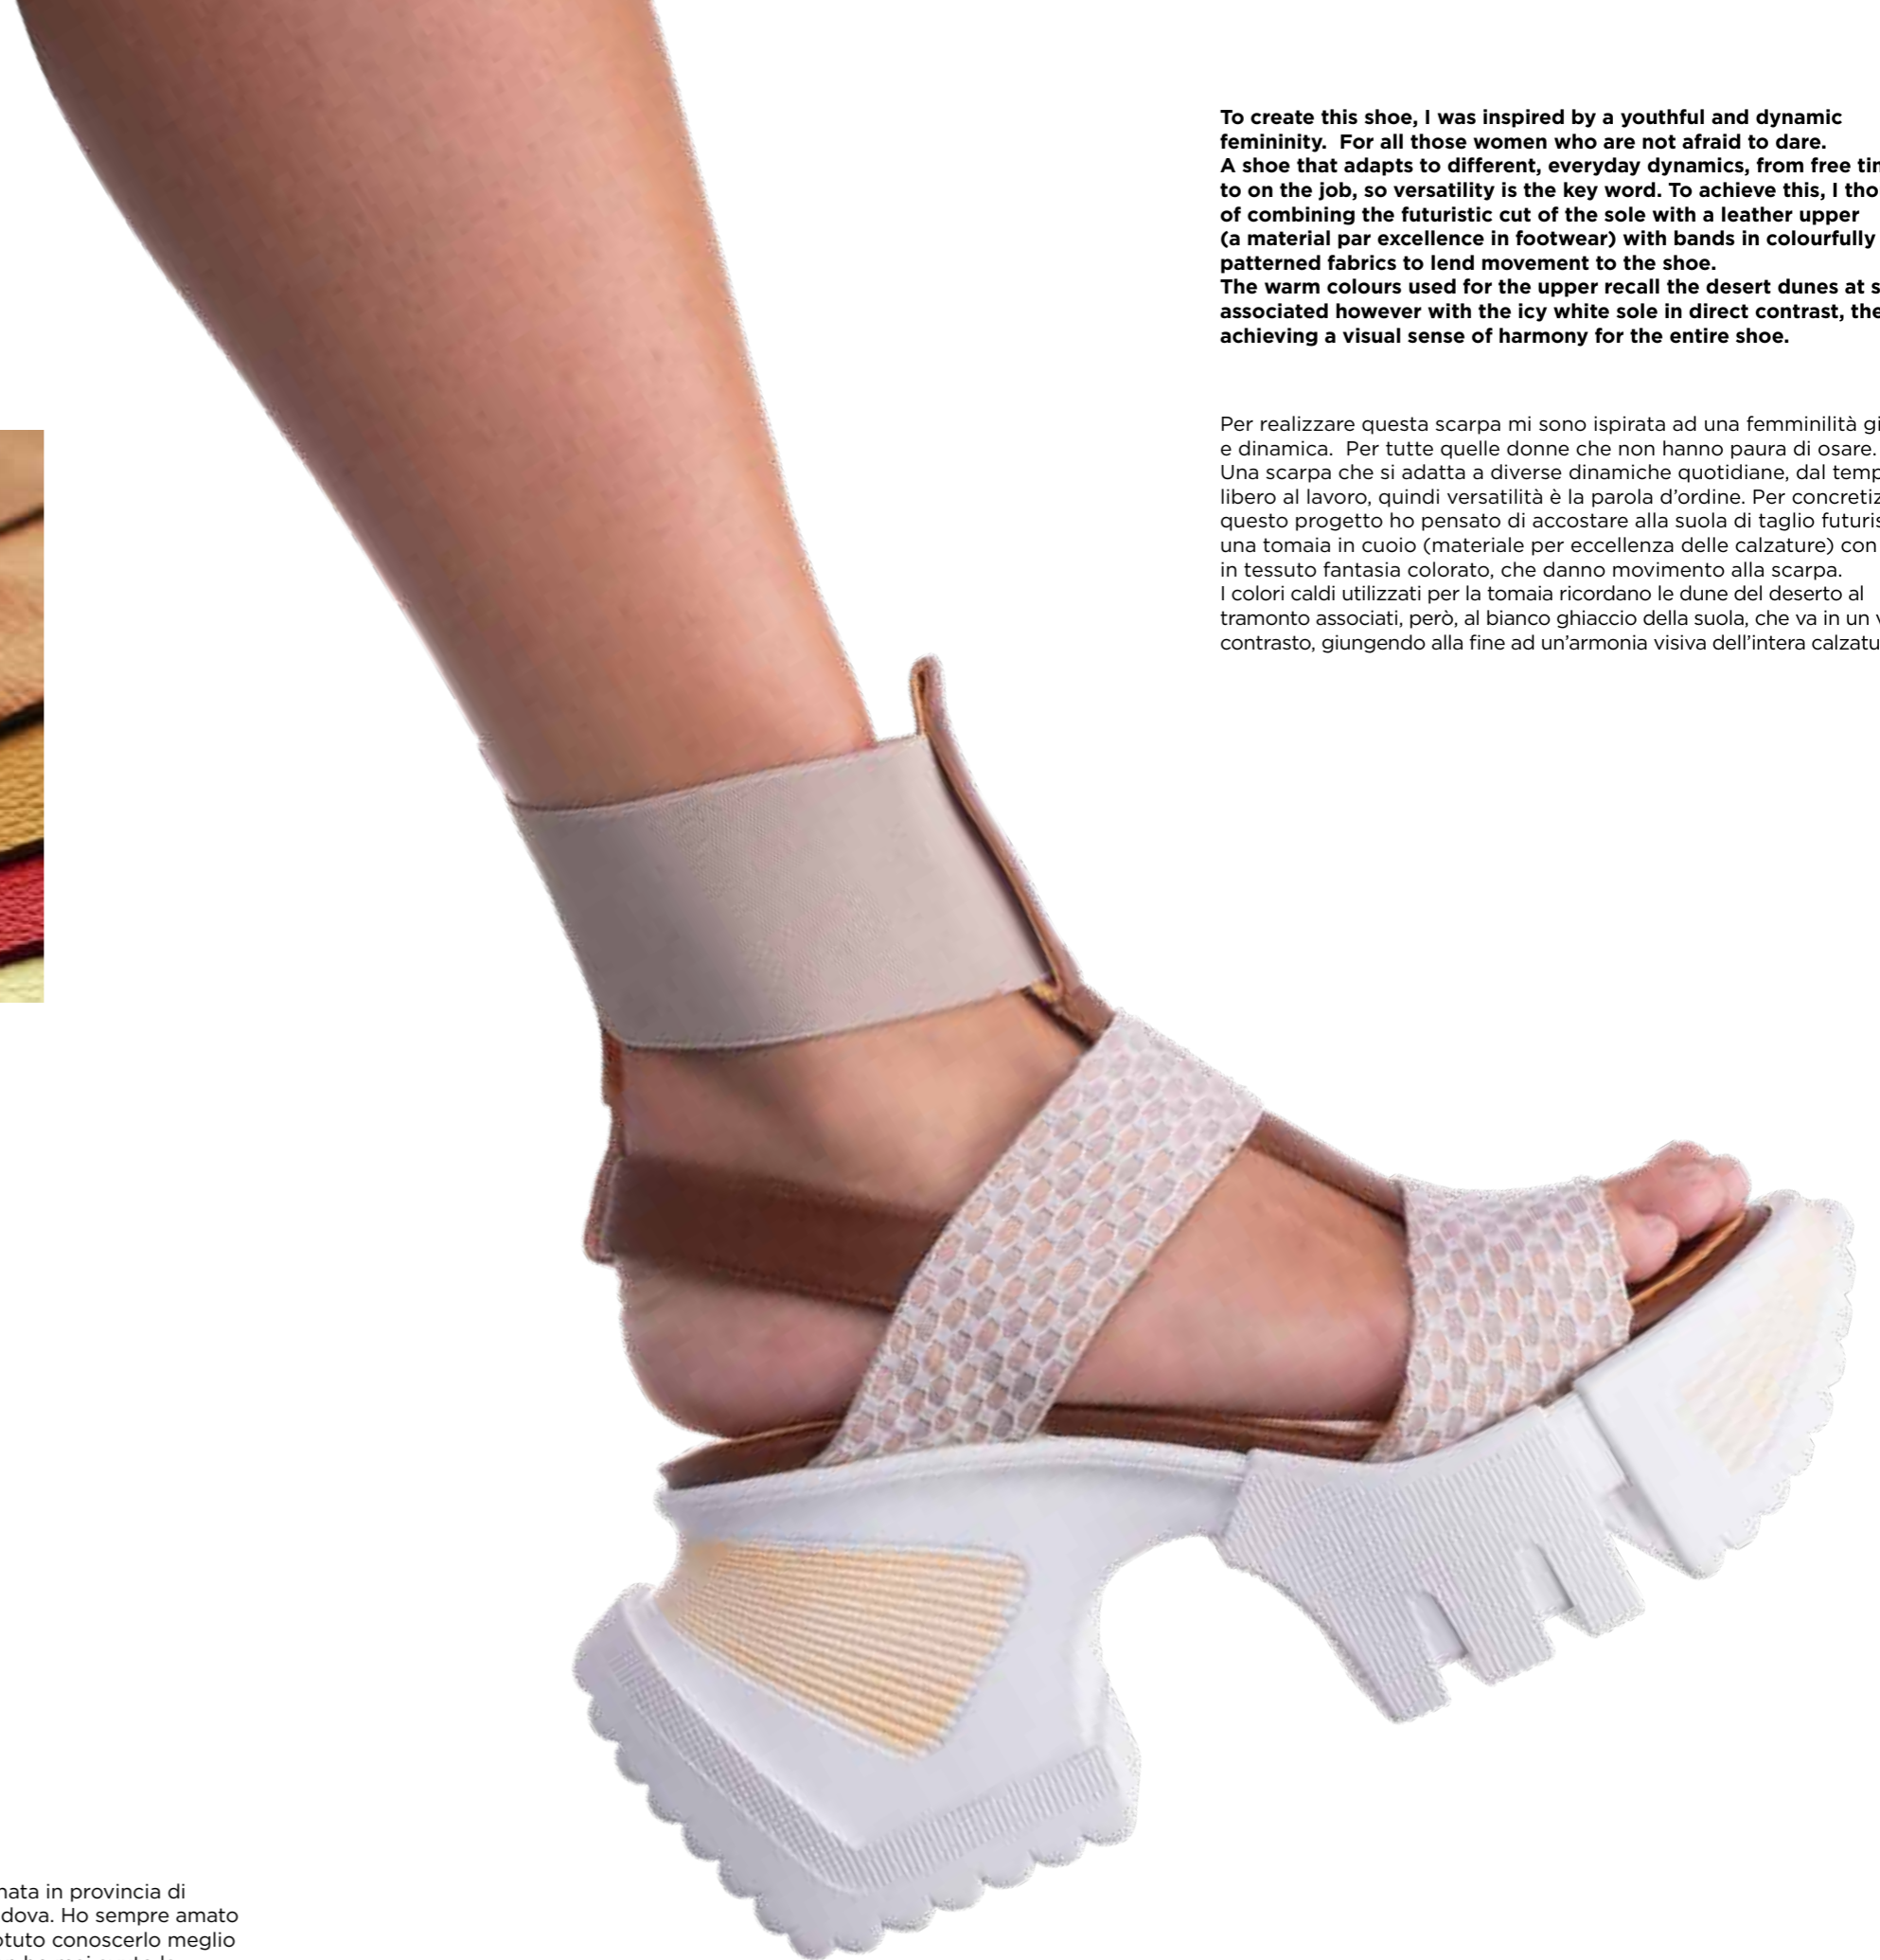 To create this shoe, I was inspired by a youthful and dynamic
femininity.  For all those women who are not afraid to dare.
A shoe that adapts to different, everyday dynamics, from free
to on the job, so versatility is the key word. To achieve this, I
of combining the futuristic cut of the sole with a leather upper
(a material par excellence in footwear) with bands in colourfully
patterned fabrics to lend movement to the shoe.
The warm colours used for the upper recall the desert dunes at
associated however with the icy white sole in direct contrast,
achieving a visual sense of harmony for the entire shoe.
Per realizzare questa scarpa mi sono ispirata ad una femminilità
e dinamica.  Per tutte quelle donne che non hanno paura di osare.
Una scarpa che si adatta a diverse dinamiche quotidiane, dal
libero al lavoro, quindi versatilità è la parola d'ordine. Per
questo progetto ho pensato di accostare alla suola di taglio
una tomaia in cuoio (materiale per eccellenza delle calzature) con
in tessuto fantasia colorato, che danno movimento alla scarpa.
I colori caldi utilizzati per la tomaia ricordano le dune del deserto al
tramonto associati, però, al bianco ghiaccio della suola, che va in un
contrasto, giungendo alla fine ad un'armonia visiva dell'intera
nata in provincia di
dova. Ho sempre amato
otuto conoscerlo meglio